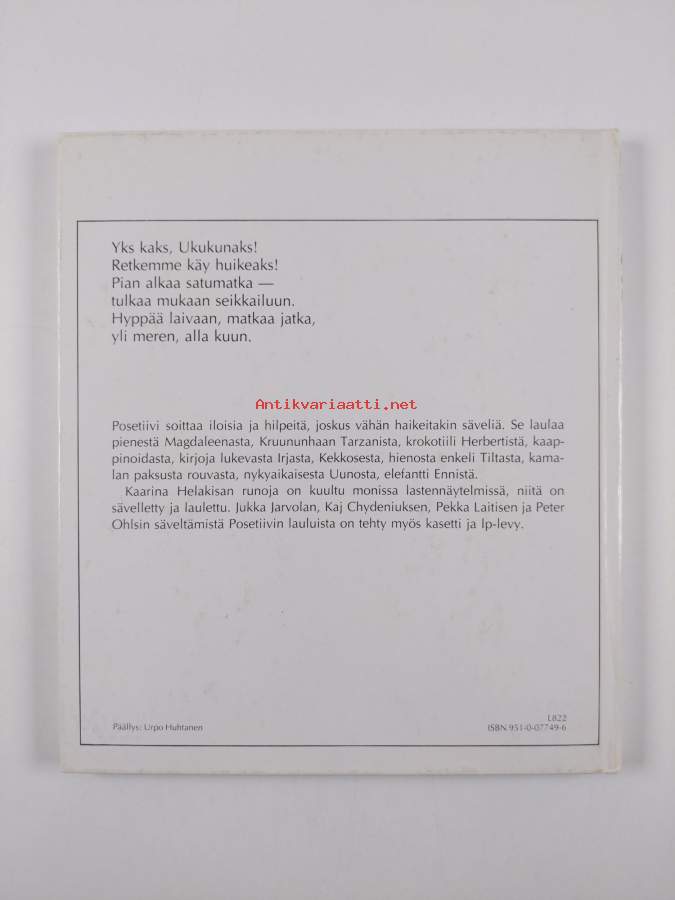 Yks kaks, Ukukunaks!
Retkemme käy huikeaks!
Pian alkaa satumatka —
tulkaa mukaan seikkailuun.
Hyppää laivaan, matkaa jatka,
yli meren, alla kuun.
Antikvariaatti.net
Posetiivi soittaa iloisia ja hilpeitä, joskus vähän haikeitakin säveliä. Se laulaa
pienestä Magdaleenasta, Kruununhaan Tarzanista, krokotiili Herbertistä, kaap-
pinoidasta, kirjoja lukevasta Irjasta, Kekkosesta, hienosta enkeli Tiltasta, kama-
lan paksusta rouvasta, nykyaikaisesta Uunosta, elefantti Ennistä.
Kaarina Helakisan runoja on kuultu monissa lastennäytelmissä, niitä on
sävelletty ja laulettu. Jukka Jarvolan, Kaj Chydeniuksen, Pekka Laitisen ja Peter
Ohlsin säveltämistä Posetiivin lauluista on tehty myös kasetti ja lp-levy.
L822
Päällys: Urpo Huhtanen
ISBN 951-0-07749-6